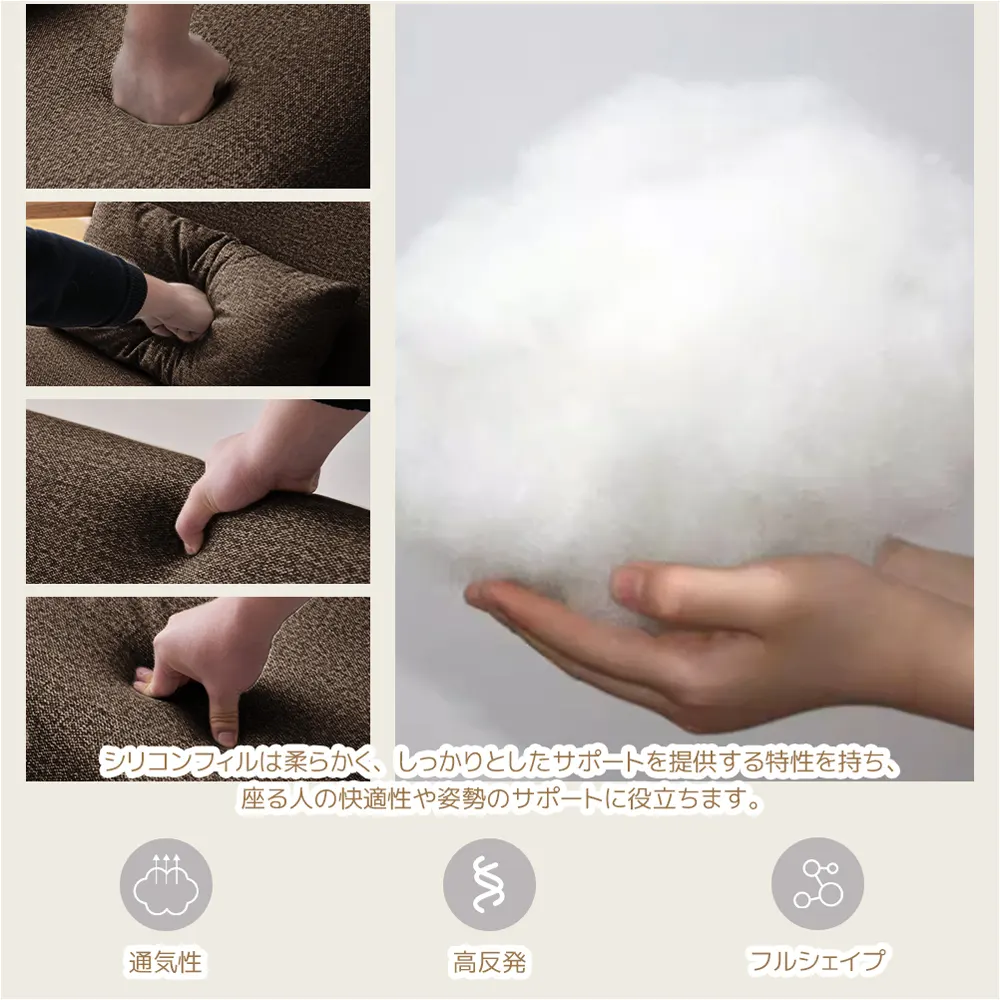 シリコンフィルは柔らかく、しっかりとしたサポートを提供する特性を持ち、
座る人の快適性や姿勢のサポートに役立ちます。
通気性
高反発
フルシェイプ